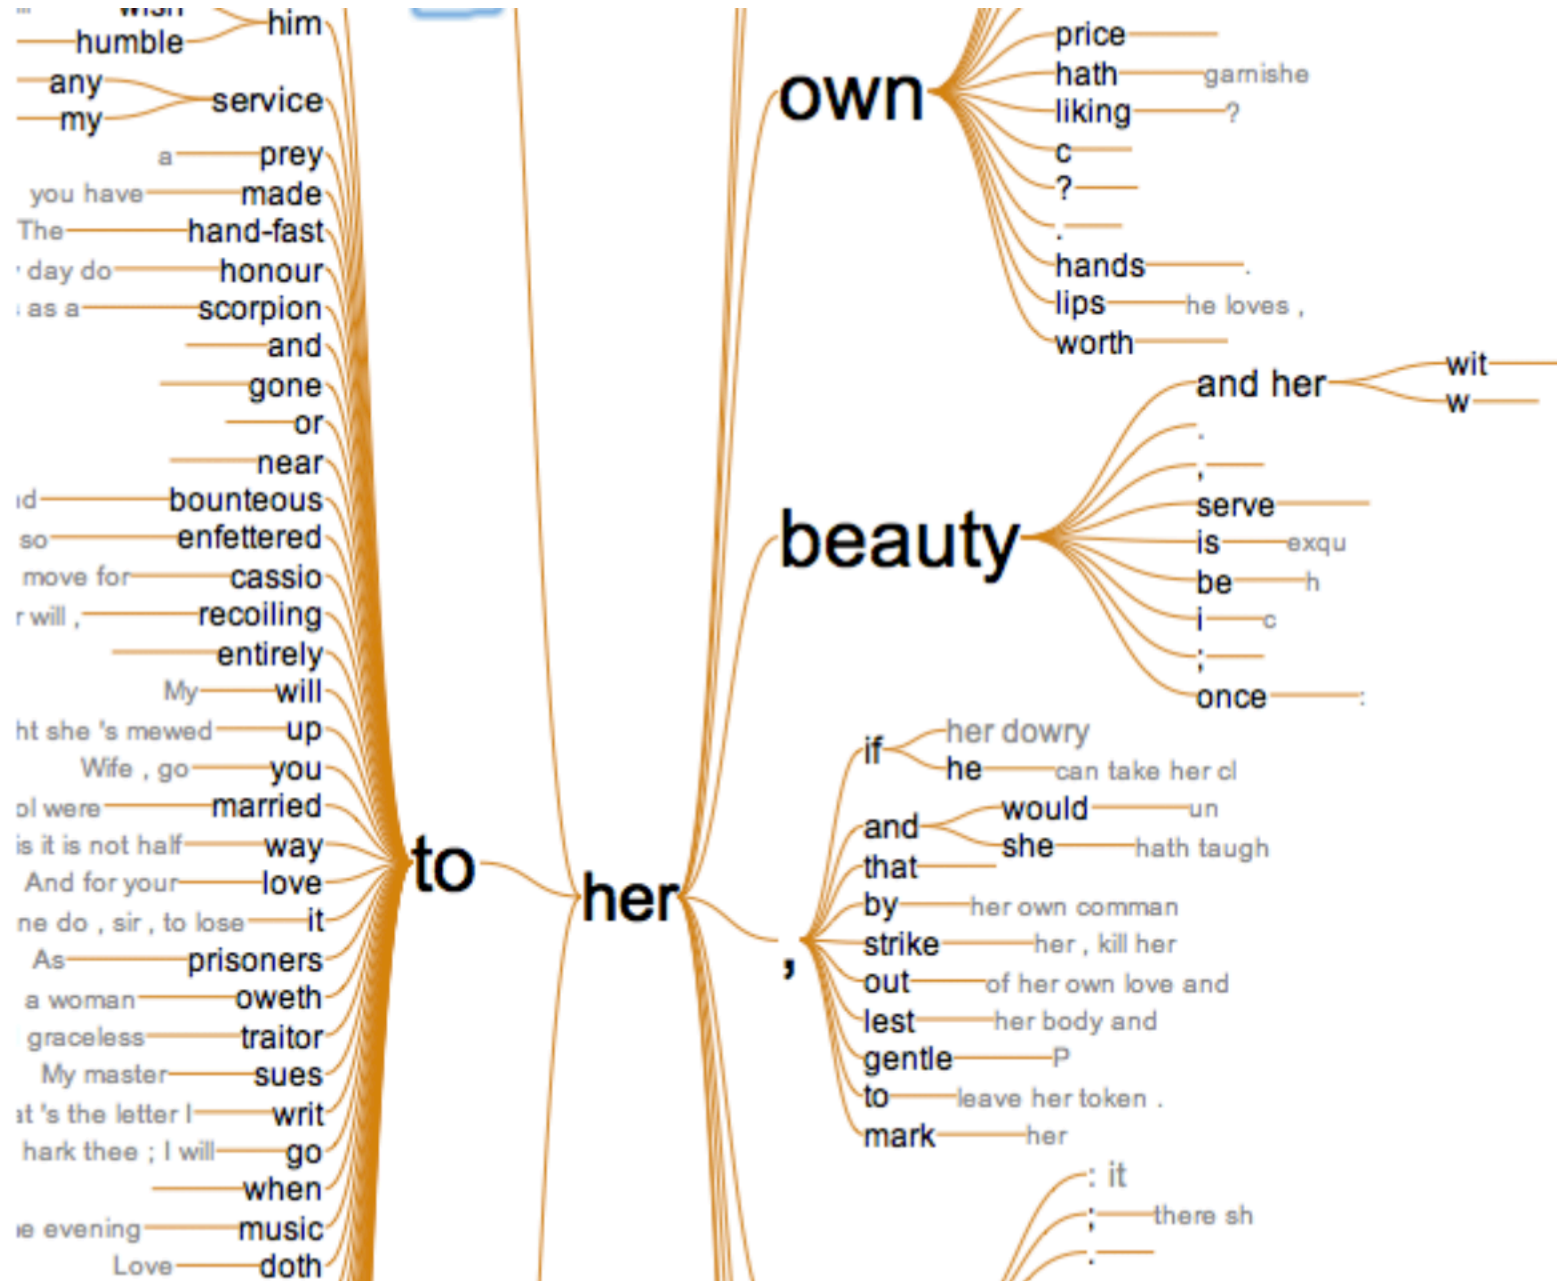 him
humble
any
my
service
a prey
you have made
The hand-fast
day do honour
as a scorpion
and
gone
or
near
bounteous
so enfettered
move for cassio
will , recoiling
entirely
My will
she 's mewed up
Wife , go you
were married
is it is not half way
And for your love
do , sir , to lose it
As prisoners
a woman oweth
graceless traitor
My master sues
's the letter I writ
hark thee ; I will go
when
evening music
Love doth
to
her
own
price
hath garnishe
liking ?
c
?
.
hands .
lips he loves ,
worth
beauty
and her
wit
w
.
,
serve
is exqu
be h
i c
;
once :
,
if
her dowry
he can take her cl
and
would un
she hath taugh
that
by her own comman
strike her , kill her
out of her own love and
lest her body and
gentle P
to leave her token .
mark her
: it
; there sh
.